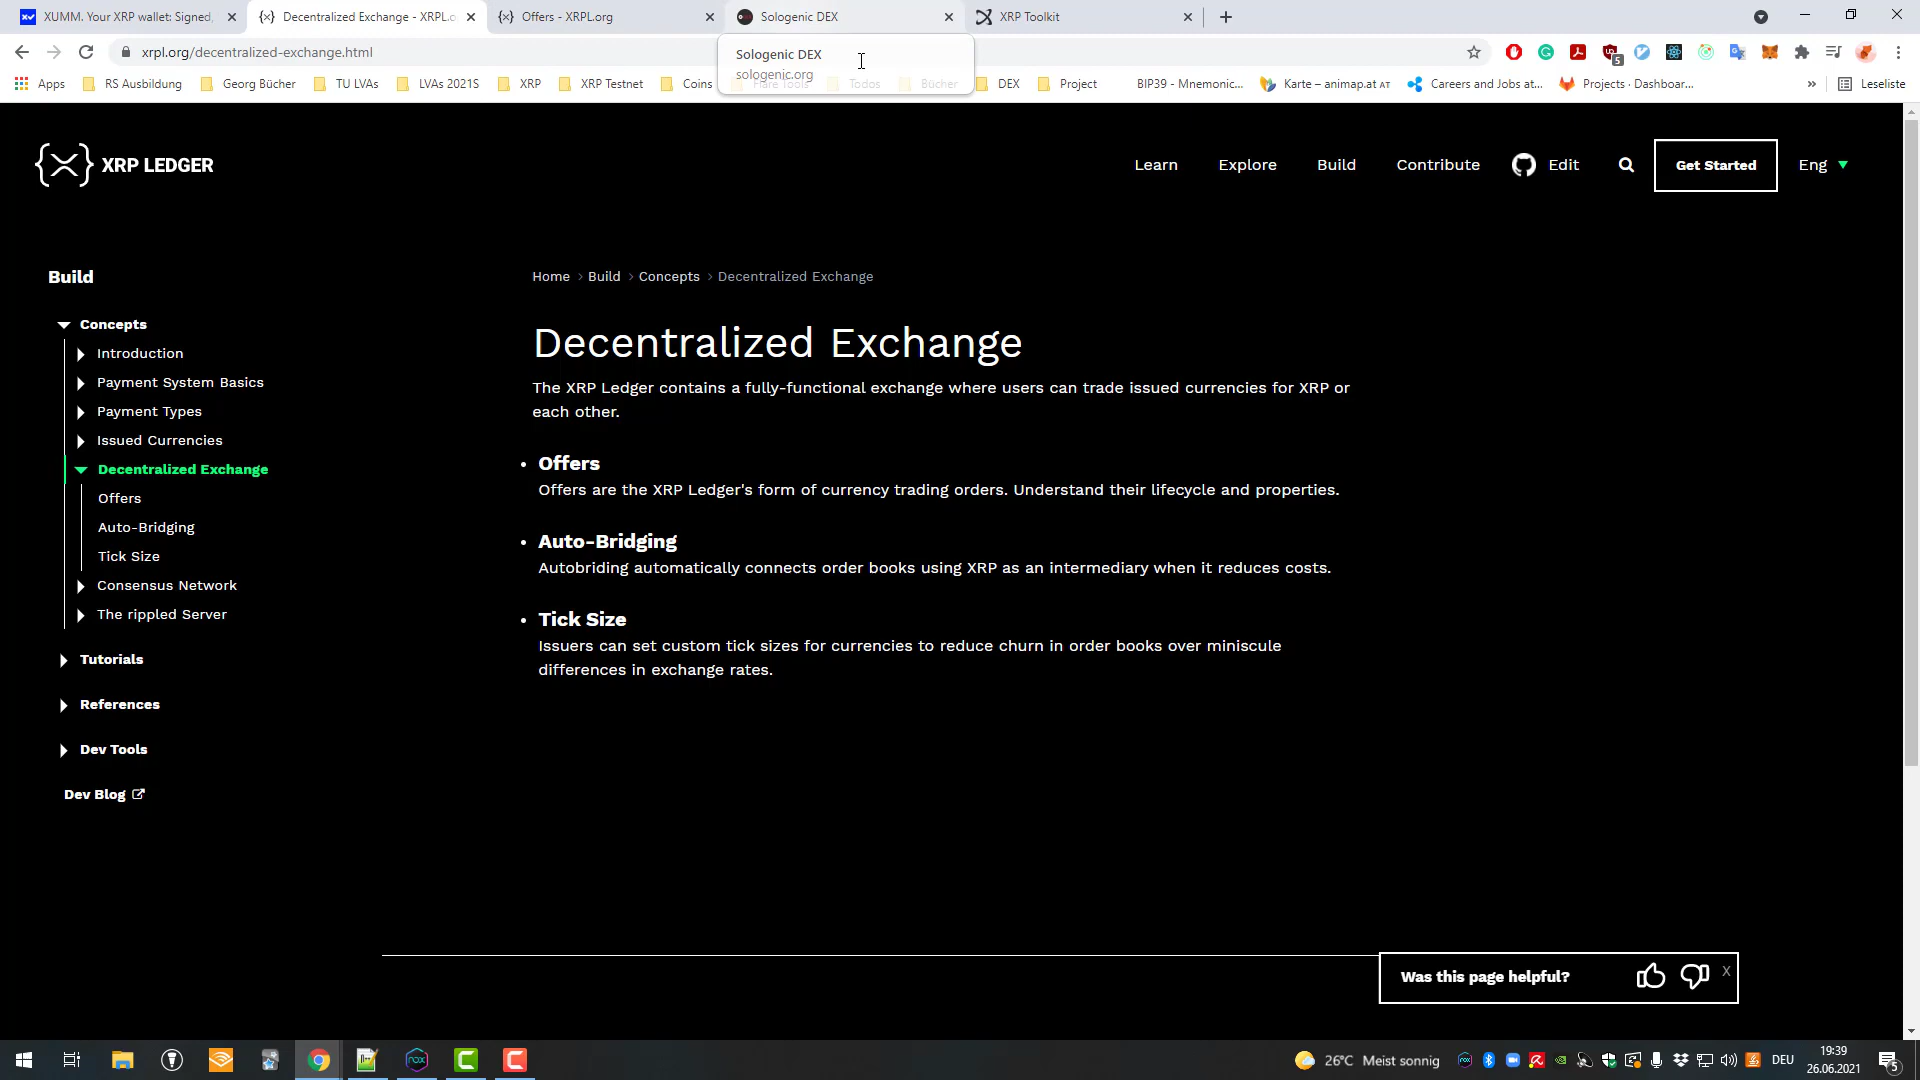 XUMM. Your XRP wallet: Signed,
Decentralized Exchange - XRPL.o
Offers - XRPL.org
Sologenic DEX
XRP Toolkit
xrpl.org/decentralized-exchange.html
Sologenic DEX
sologenic.org
5
Apps
RS Ausbildung
Georg Bücher
TU LVAs
LVAs 2021S
XRP
XRP Testnet
Coins
Flare Tools
Todos
Bücher
DEX
Project
BIP39 - Mnemonic...
Karte – animap.at AT
Careers and Jobs at...
Projects · Dashboar...
»
Leseliste
XRP LEDGER
Learn
Explore
Build
Contribute
Edit
Get Started
Eng
Build
Concepts
Introduction
Payment System Basics
Payment Types
Issued Currencies
Decentralized Exchange
Offers
Auto-Bridging
Tick Size
Consensus Network
The rippled Server
Tutorials
References
Dev Tools
Dev Blog
Home > Build > Concepts > Decentralized Exchange
Decentralized Exchange
The XRP Ledger contains a fully-functional exchange where users can trade issued currencies for XRP or
each other.
• Offers
Offers are the XRP Ledger's form of currency trading orders. Understand their lifecycle and properties.
• Auto-Bridging
Autobriding automatically connects order books using XRP as an intermediary when it reduces costs.
• Tick Size
Issuers can set custom tick sizes for currencies to reduce churn in order books over miniscule
differences in exchange rates.
Was this page helpful?
X
26°C Meist sonnig
DEU
19:39
26.06.2021
5